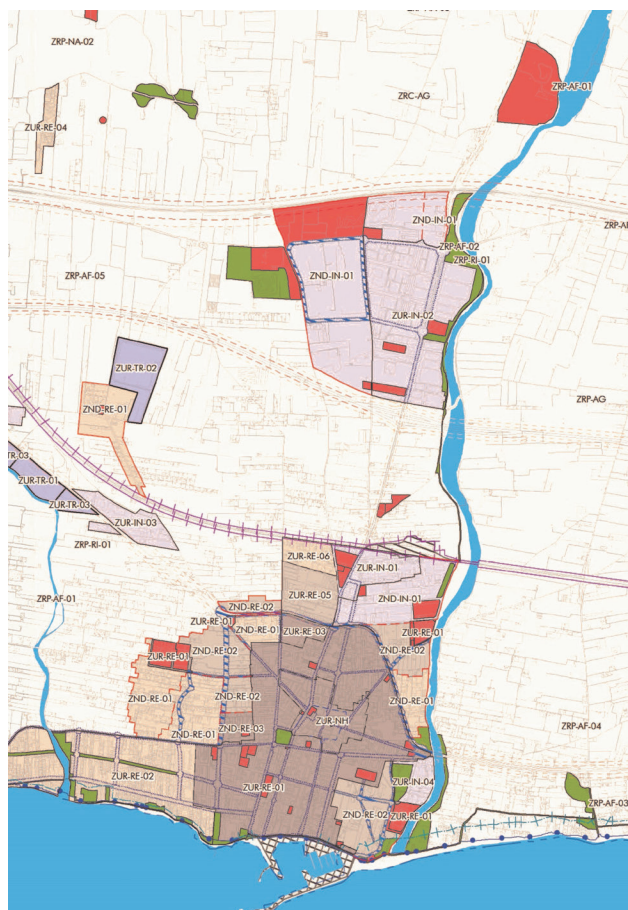 ZRP-NA-02
ZRC-AG
ZRP-AF-01
ZUR-RE-04
ZND-IN-01
ZRP-AF-02
ZRP-RI-01
ZRP-AF-05
ZND-IN-01
ZUR-IN-02
ZUR-TR-02
ZND-RE-01
ZRP-AG
TR-03
ZUR-TR-01
ZUR-TR-03
ZUR-IN-03
ZRP-RI-01
ZUR-RE-06
ZUR-IN-01
ZRP-AF-01
ZUR-RE-05
ZND-IN-01
ZND-RE-02
ZUR-RE-01
ZND-RE-01
ZUR-RE-03
ZUR-RE-01
ZUR-RE-01
ZND-RE-02
ZND-RE-02
ZND-RE-01
ZND-RE-02
ZND-RE-01
ZUR-NH
ZND-RE-01
ZND-RE-03
ZRP-AF-04
ZUR-RE-02
ZUR-RE-01
ZUR-IN-04
ZND-RE-02
ZUR-RE-01
ZRP-AF-03